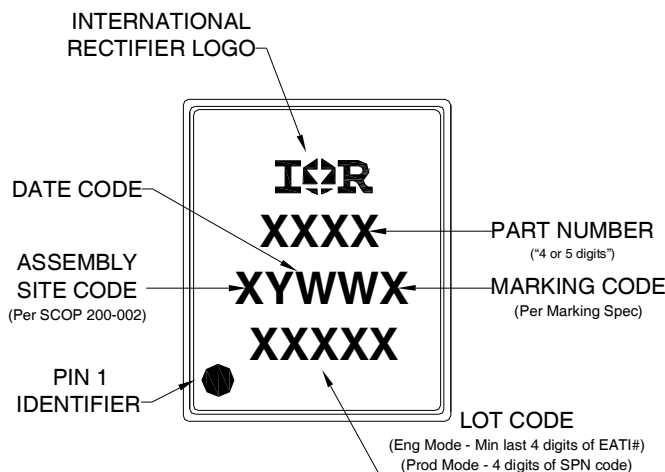 INTERNATIONAL
RECTIFIER LOGO
IOR
DATE CODE
XXXX
PART NUMBER
("4 or 5 digits")
ASSEMBLY
SITE CODE
(Per SCOP 200-002)
XYWWX
MARKING CODE
(Per Marking Spec)
XXXXX
PIN 1
IDENTIFIER
LOT CODE
(Eng Mode - Min last 4 digits of EATI#)
(Prod Mode - 4 digits of SPN code)